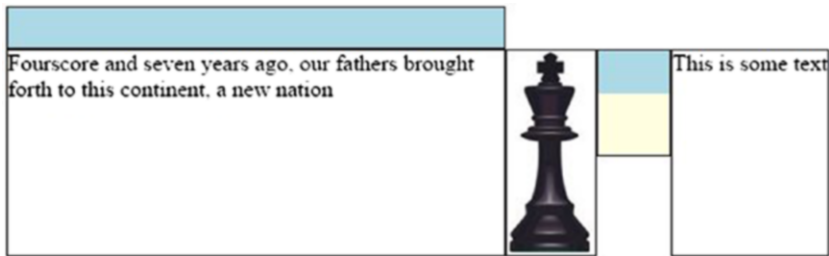 Fourscore and seven years ago, our fathers brought
forth to this continent, a new nation
This is some text